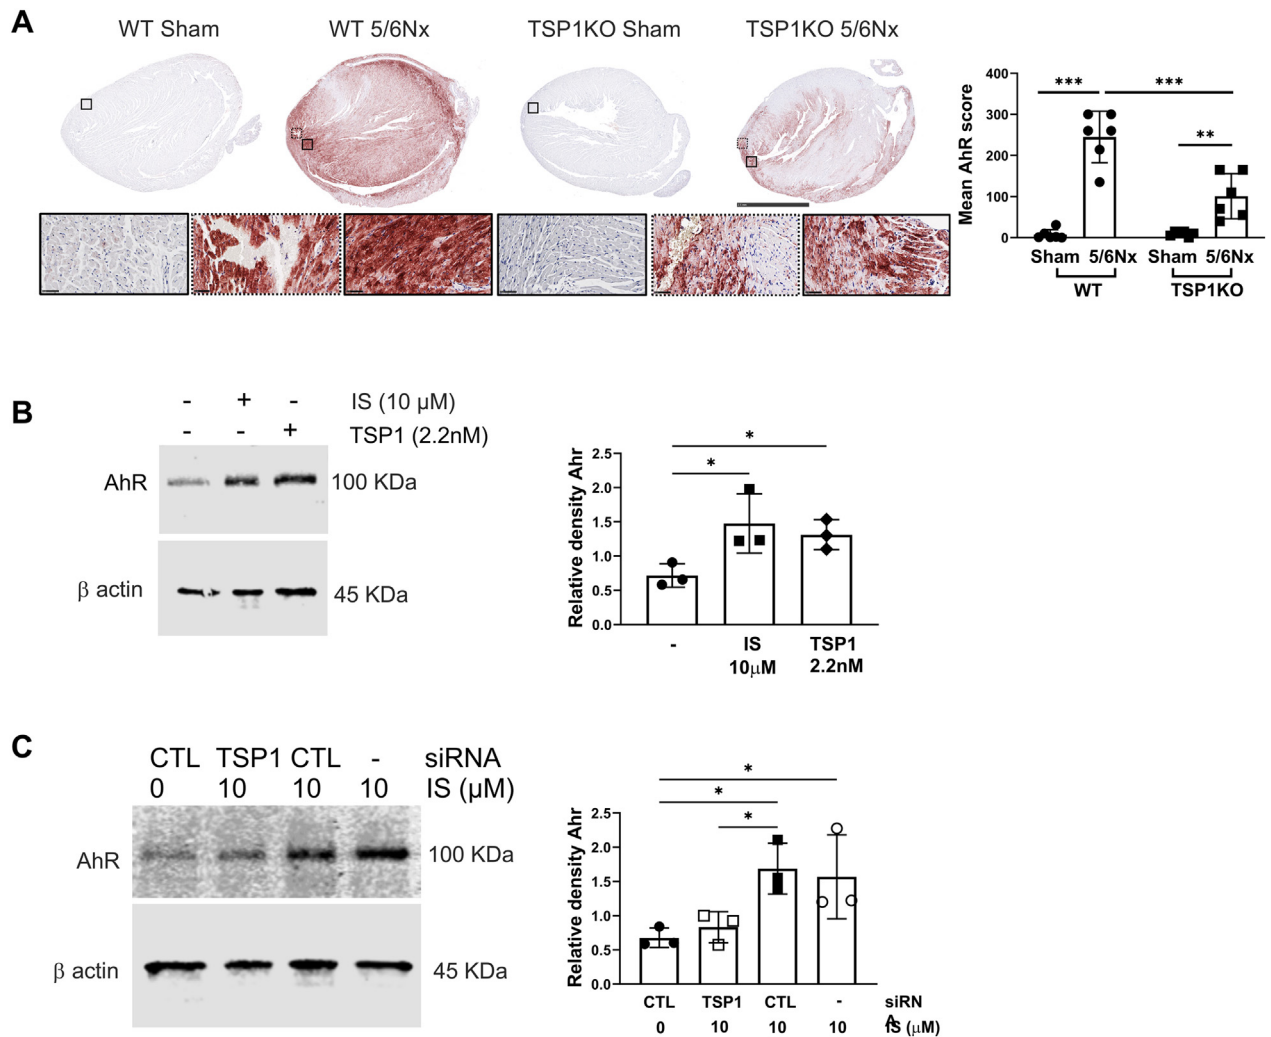 A
WT Sham WT 5/6Nx TSP1KO Sham TSP1KO 5/6Nx
Mean AhR score
400
300
200
100
0
*** ***
**
Sham 5/6Nx Sham 5/6Nx
WT TSP1KO
B
- + - IS (10 µM)
- - + TSP1 (2.2nM)
AhR 100 KDa
β actin 45 KDa
Relative density Ahr
2.5
2.0
1.5
1.0
0.5
0.0
*
*
- IS TSP1
10µM 2.2nM
C
CTL TSP1 CTL - siRNA
0 10 10 10 IS (µM)
AhR 100 KDa
β actin 45 KDa
Relative density Ahr
2.5
2.0
1.5
1.0
0.5
0.0
*
*
*
CTL TSP1 CTL - siRN
A
0 10 10 10 IS (µM)